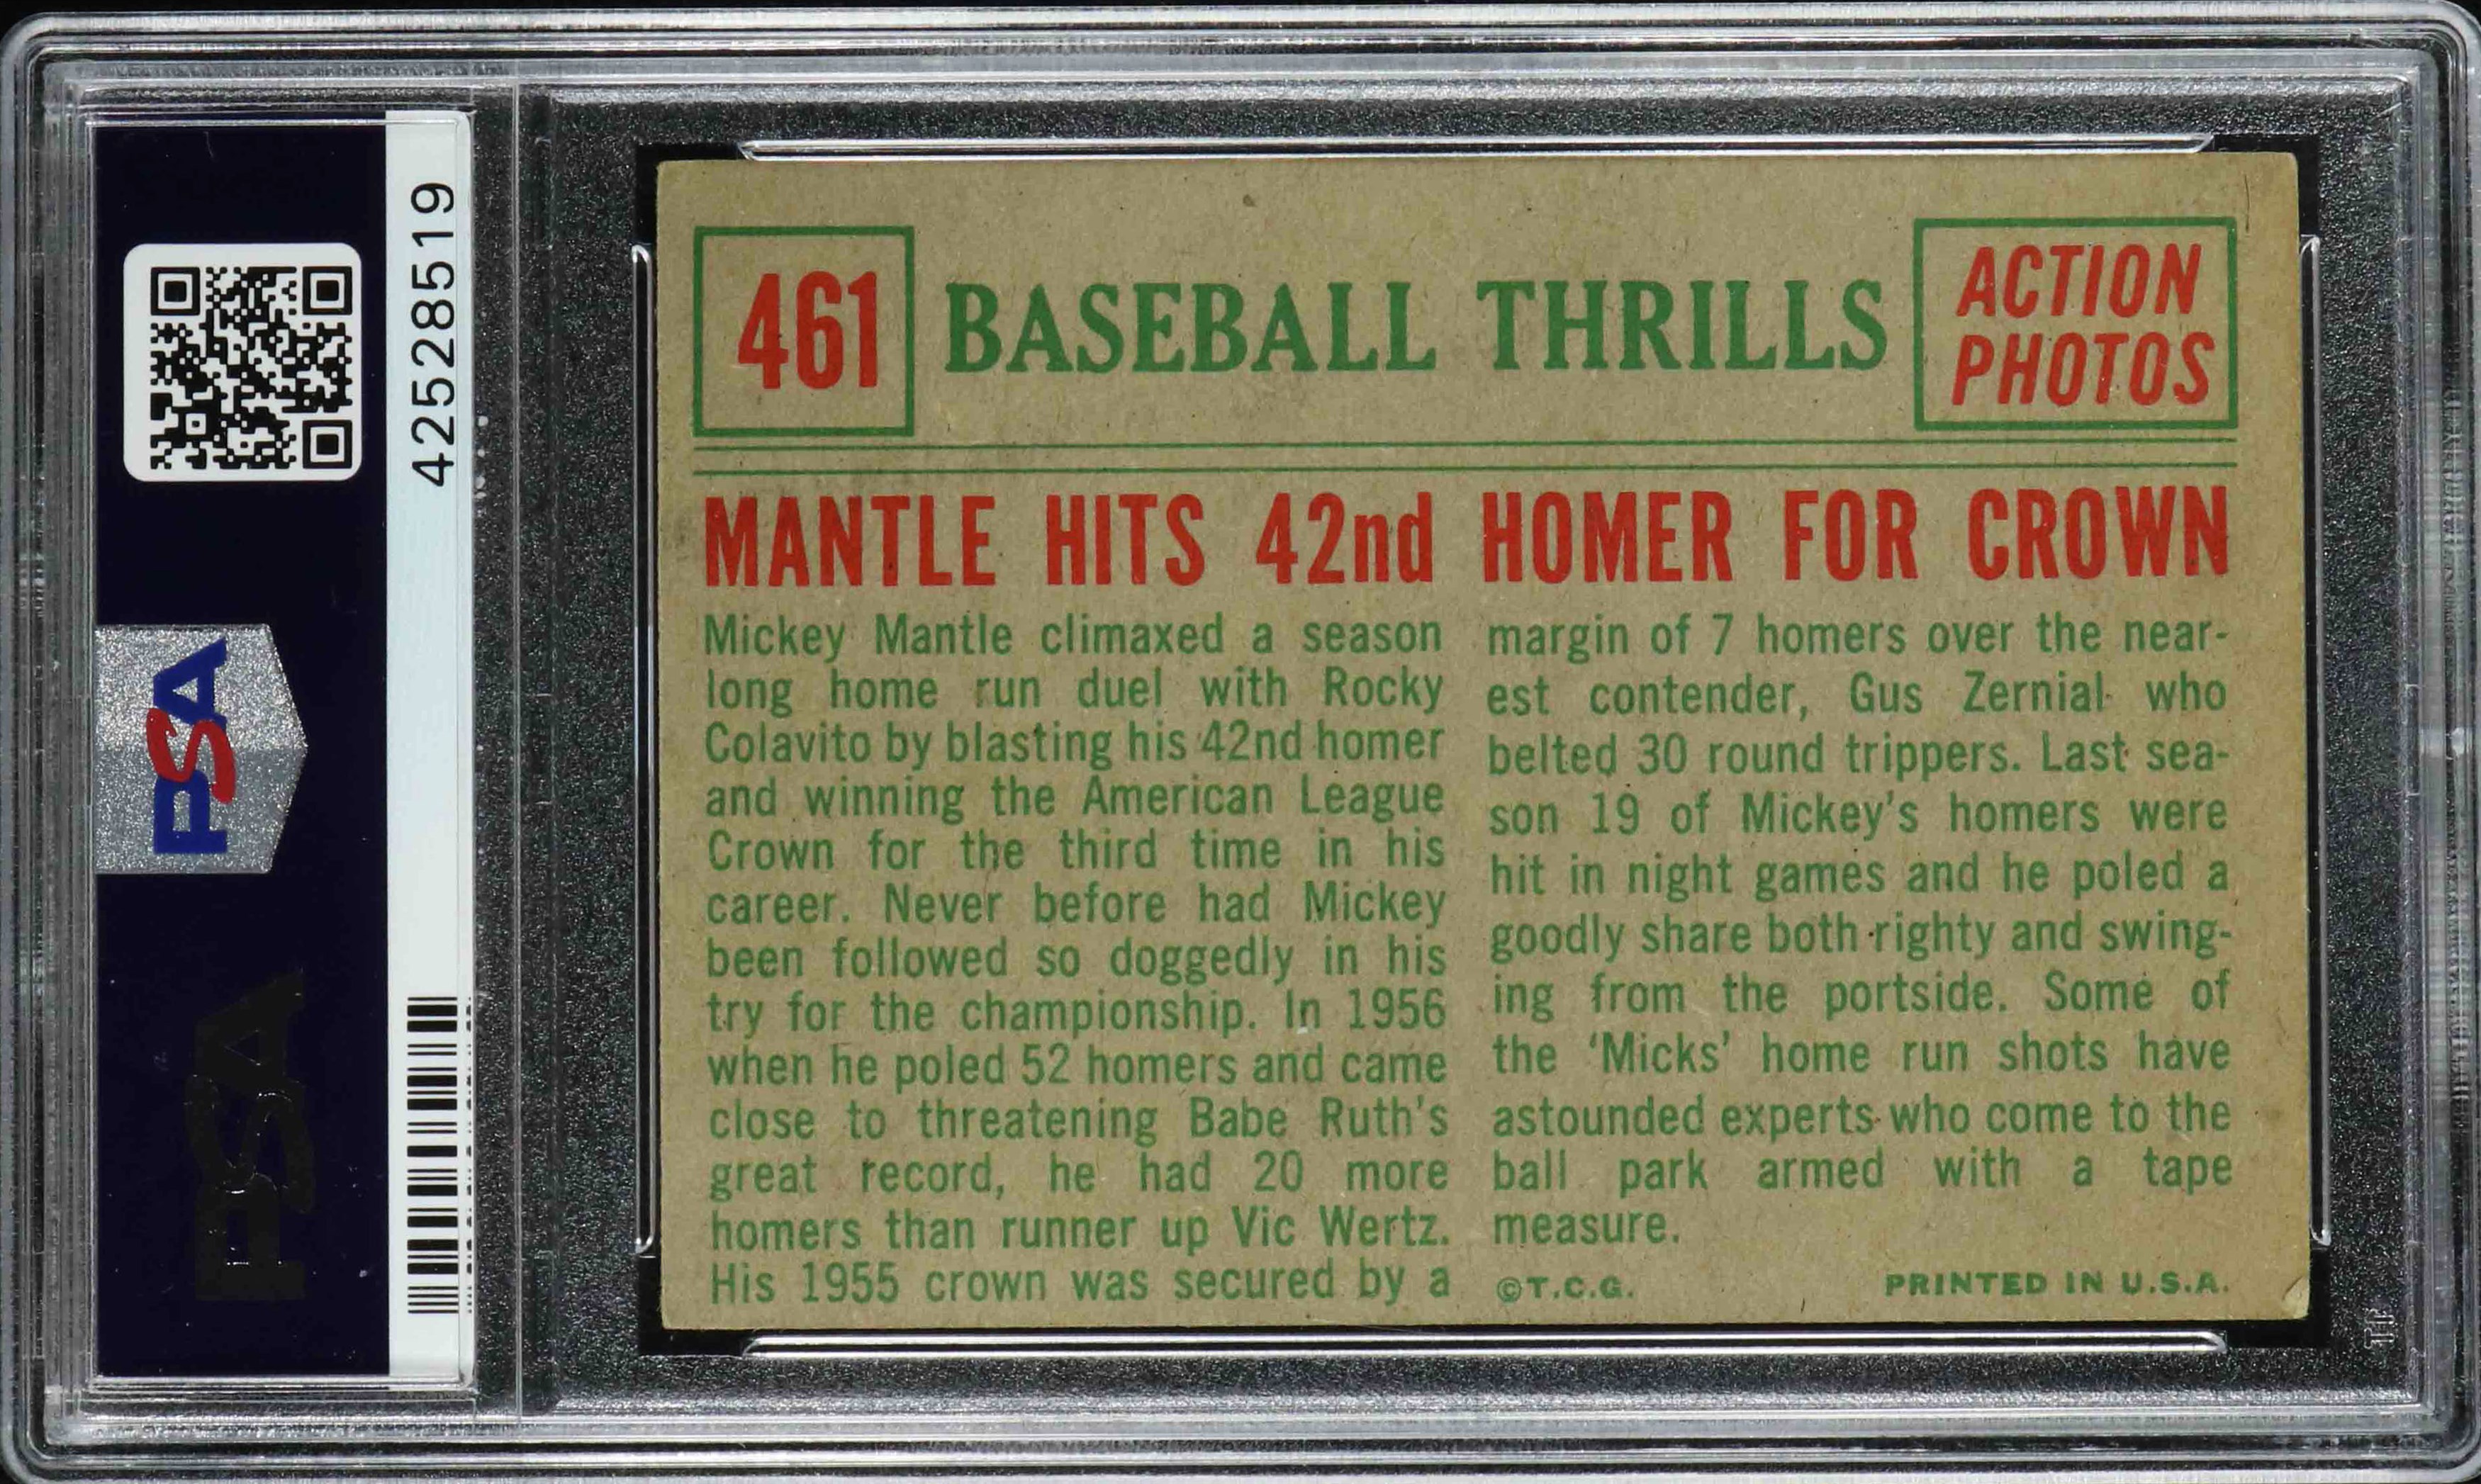 42528519
PSA
PSA
461
BASEBALL THRILLS
ACTION
PHOTOS
MANTLE HITS 42nd HOMER FOR CROWN
Mickey Mantle climaxed a season
long home run duel with Rocky
Colavito by blasting his 42nd homer
and winning the American League
Crown for the third time in his
career. Never before had Mickey
been followed so doggedly in his
try for the championship. In 1956
when he poled 52 homers and came
close to threatening Babe Ruth's
great record, he had 20 more
homers than runner up Vic Wertz.
His 1955 crown was secured by a
margin of 7 homers over the near-
est contender, Gus Zernial who
belted 30 round trippers. Last sea-
son 19 of Mickey's homers were
hit in night games and he poled a
goodly share both righty and swing-
ing from the portside. Some of
the 'Micks' home run shots have
astounded experts who come to the
ball park armed with a tape
measure.
©T.C.G.
PRINTED IN U.S.A.